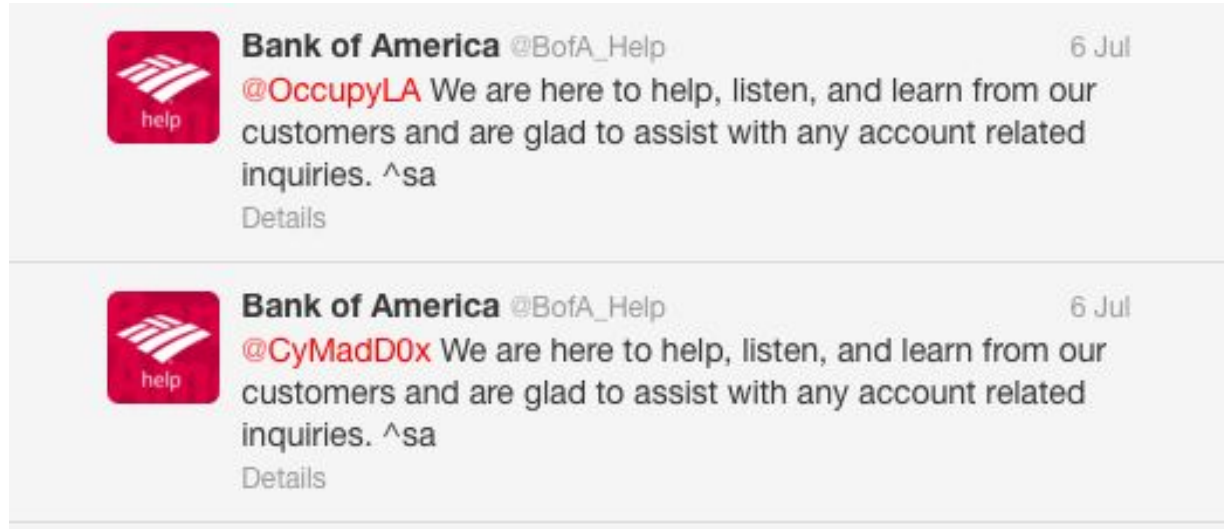 Bank of America @BofA_Help 6 Jul
@OccupyLA We are here to help, listen, and learn from our
customers and are glad to assist with any account related
inquiries. ^sa
help
Details
Bank of America @BofA_Help 6 Jul
@CyMadD0x We are here to help, listen, and learn from our
customers and are glad to assist with any account related
inquiries. ^sa
help
Details